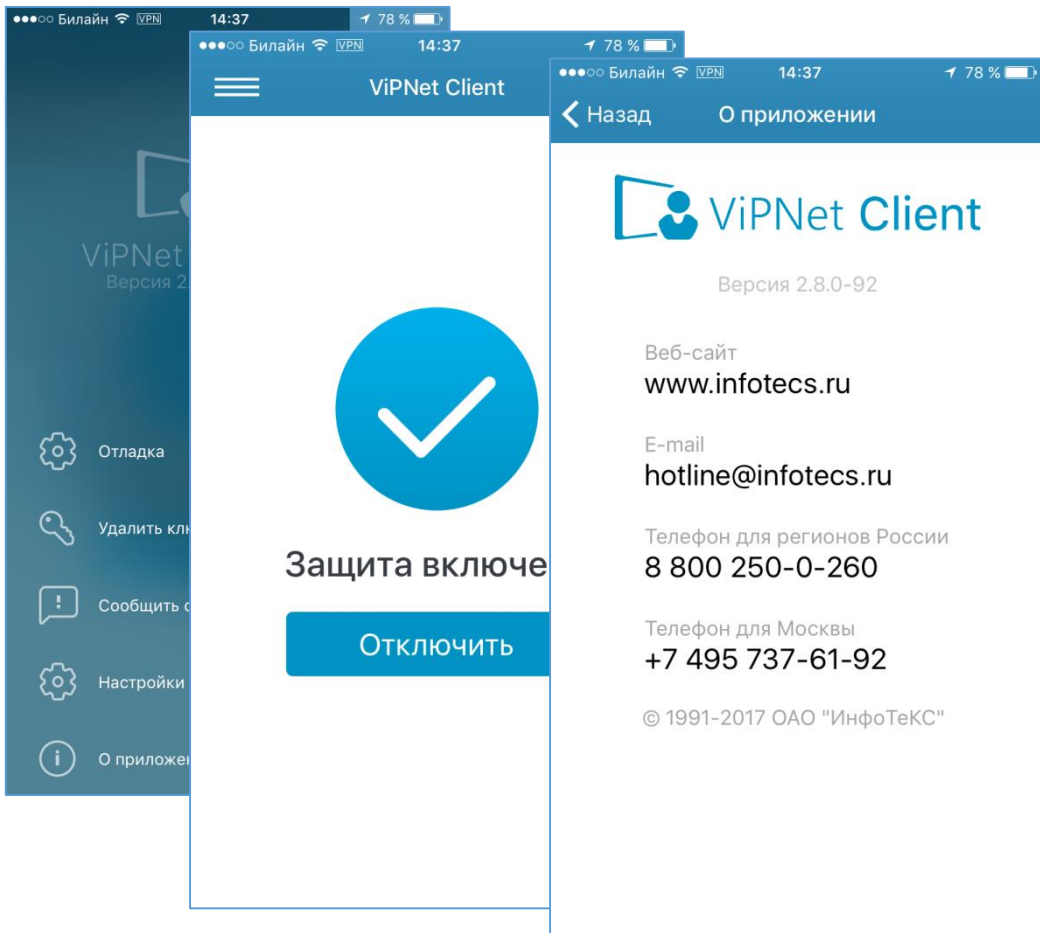 Билайн VPN 14:37 78 %
ViPNet
Версия 2.
Отладка
Удалить клю
Сообщить о
Настройки
О приложен
Билайн VPN 14:37 78 %
ViPNet Client
Защита включе
Отключить
Билайн VPN 14:37 78 %
Назад О приложении
ViPNet Client
Версия 2.8.0-92
Веб-сайт
www.infotecs.ru
E-mail
hotline@infotecs.ru
Телефон для регионов России
8 800 250-0-260
Телефон для Москвы
+7 495 737-61-92
© 1991-2017 ОАО "ИнфоТеКС"